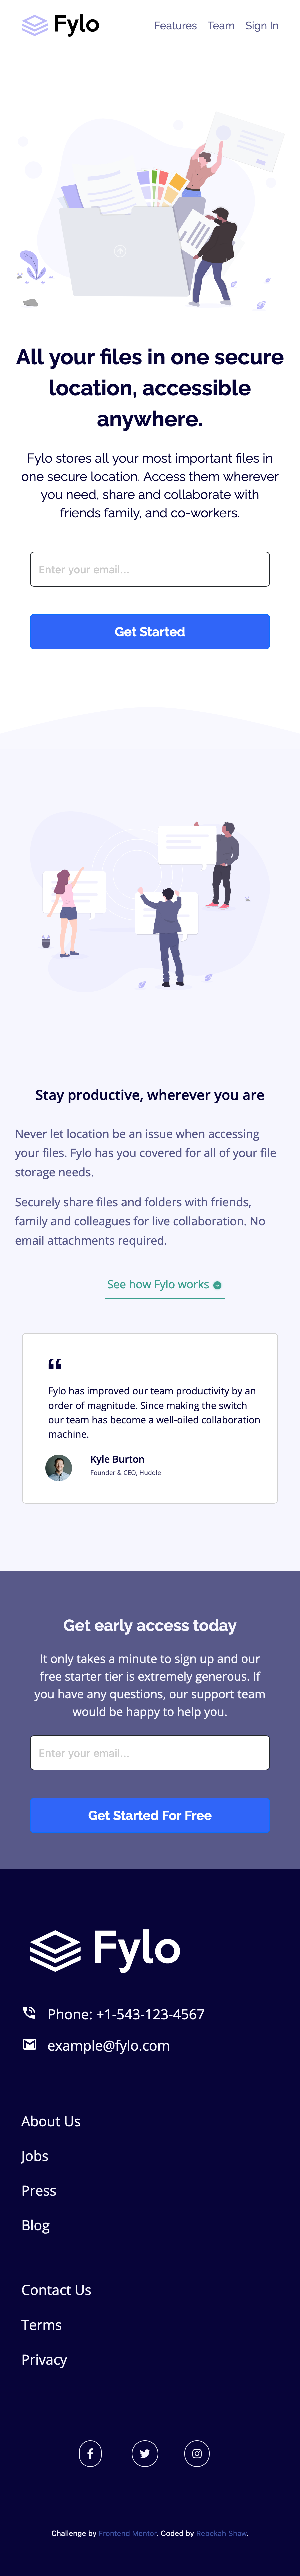 Fylo
Features Team Sign In
All your files in one secure
location, accessible
anywhere.
Fylo stores all your most important files in
one secure location. Access them wherever
you need, share and collaborate with
friends family, and co-workers.
Enter your email...
Get Started
Stay productive, wherever you are
Never let location be an issue when accessing
your files. Fylo has you covered for all of your file
storage needs.
Securely share files and folders with friends,
family and colleagues for live collaboration. No
email attachments required.
See how Fylo works
“
Fylo has improved our team productivity by an
order of magnitude. Since making the switch
our team has become a well-oiled collaboration
machine.
Kyle Burton
Founder & CEO, Huddle
Get early access today
It only takes a minute to sign up and our
free starter tier is extremely generous. If
you have any questions, our support team
would be happy to help you.
Enter your email...
Get Started For Free
Fylo
Phone: +1-543-123-4567
example@fylo.com
About Us
Jobs
Press
Blog
Contact Us
Terms
Privacy
Challenge by Frontend Mentor. Coded by Rebekah Shaw.